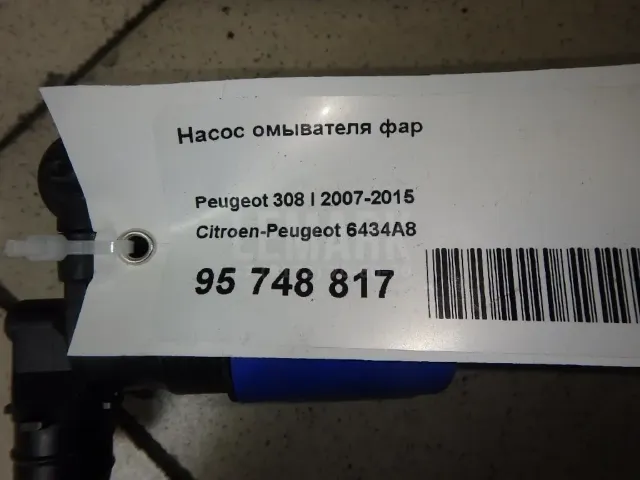 Насос омывателя фар
Peugeot 308 I 2007-2015
Citroen-Peugeot 6434A8
95 748 817